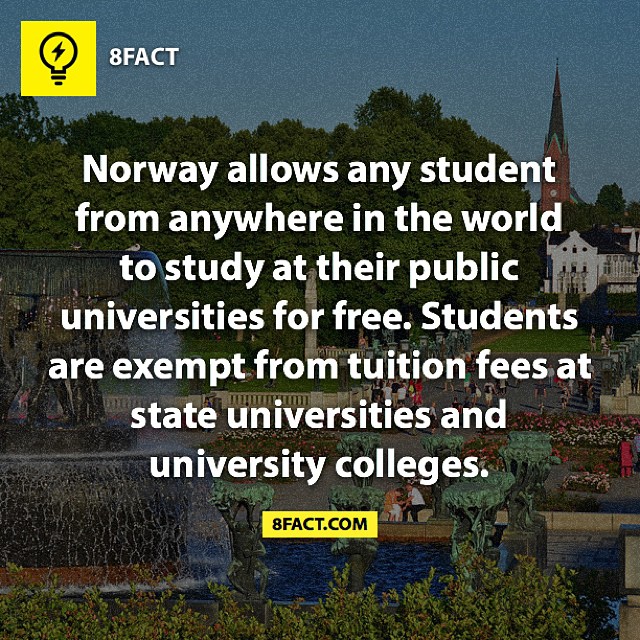 8FACT
Norway allows any student
from anywhere in the world
to study at their public
universities for free. Students
are exempt from tuition fees at
state universities and
university colleges.
8FACT.COM